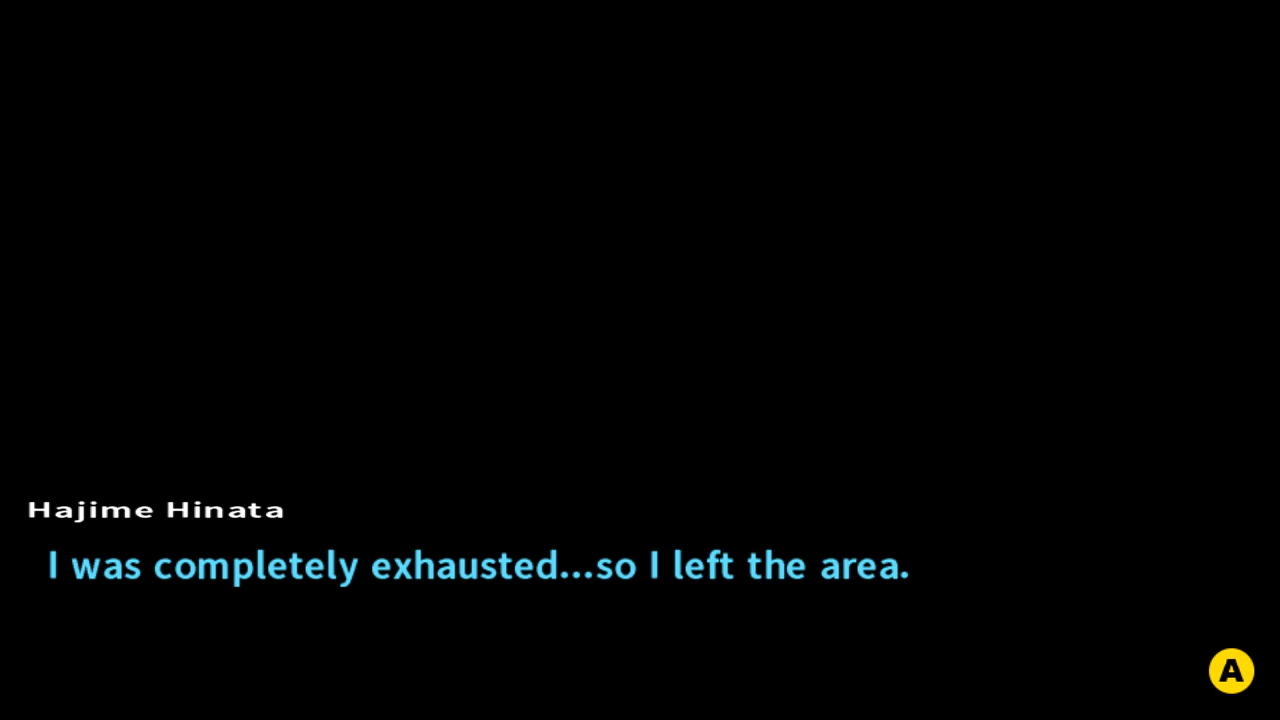 Hajime Hinata
I was completely exhausted...so I left the area.
A